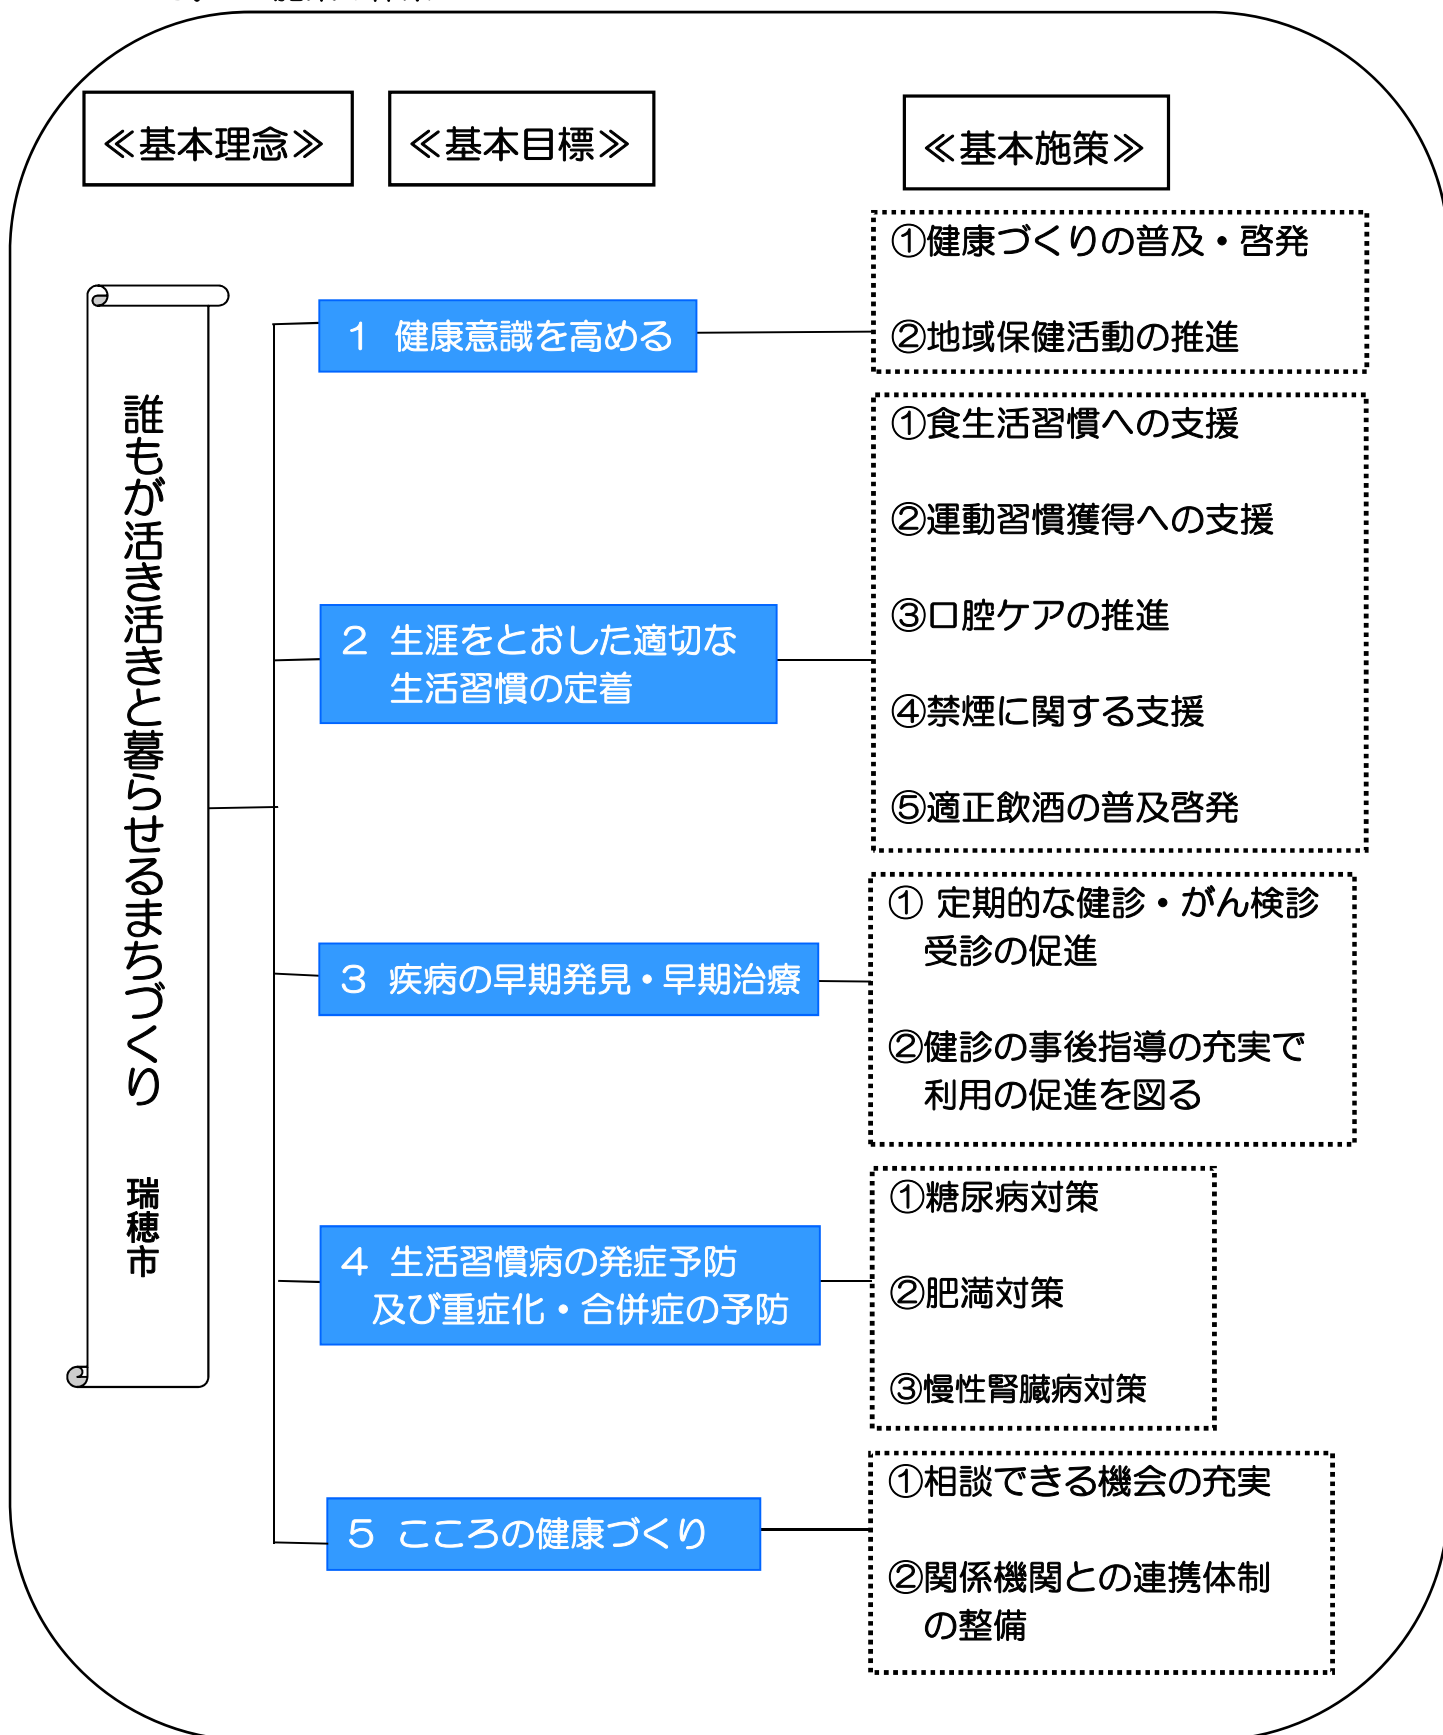 ≪基本理念≫
≪基本目標≫
≪基本施策≫
誰もが活き活きと暮らせるまちづくり 瑞穂市
1 健康意識を高める
①健康づくりの普及・啓発
②地域保健活動の推進
2 生涯をとおした適切な
生活習慣の定着
①食生活習慣への支援
②運動習慣獲得への支援
③口腔ケアの推進
④禁煙に関する支援
⑤適正飲酒の普及啓発
3 疾病の早期発見・早期治療
① 定期的な健診・がん検診
受診の促進
②健診の事後指導の充実で
利用の促進を図る
4 生活習慣病の発症予防
及び重症化・合併症の予防
①糖尿病対策
②肥満対策
③慢性腎臓病対策
5 こころの健康づくり
①相談できる機会の充実
②関係機関との連携体制
の整備